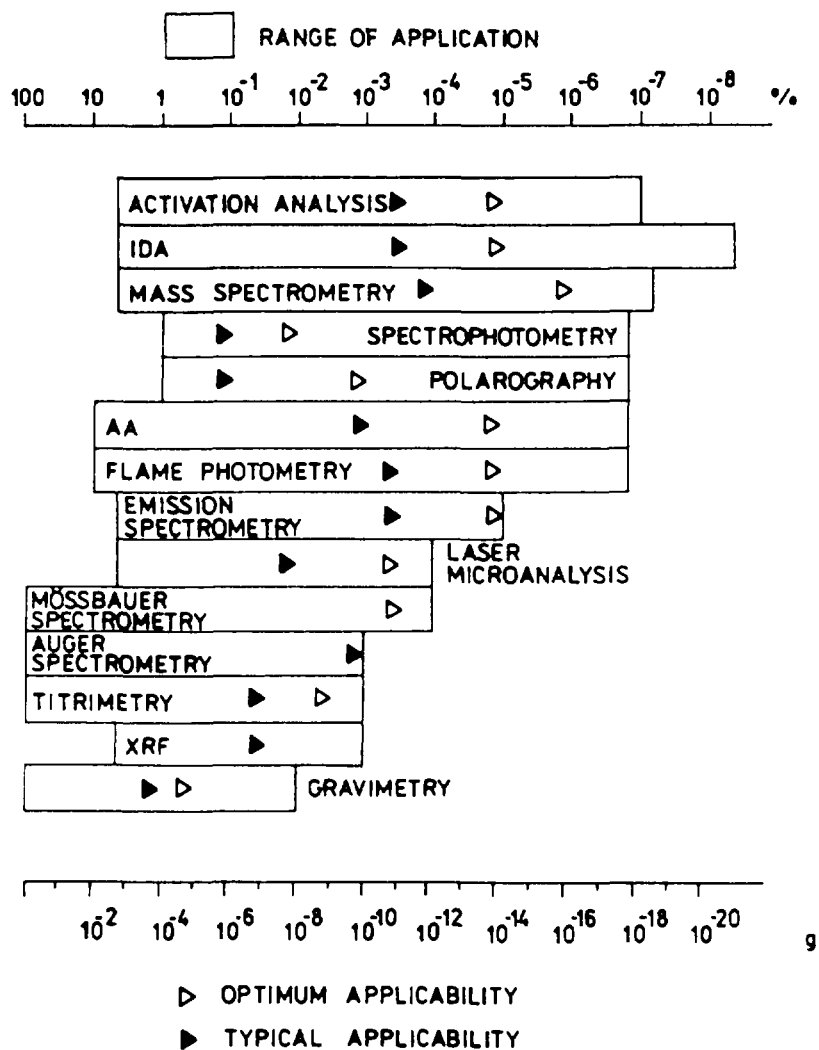 RANGE OF APPLICATION
100 10 1 10⁻¹ 10⁻² 10⁻³ 10⁻⁴ 10⁻⁵ 10⁻⁶ 10⁻⁷ 10⁻⁸ %
ACTIVATION ANALYSIS
IDA
MASS SPECTROMETRY
SPECTROPHOTOMETRY
POLAROGRAPHY
AA
FLAME PHOTOMETRY
EMISSION
SPECTROMETRY
LASER
MICROANALYSIS
MÖSSBAUER
SPECTROMETRY
AUGER
SPECTROMETRY
TITRIMETRY
XRF
GRAVIMETRY
10⁻² 10⁻⁴ 10⁻⁶ 10⁻⁸ 10⁻¹⁰ 10⁻¹² 10⁻¹⁴ 10⁻¹⁶ 10⁻¹⁸ 10⁻²⁰ g
▷ OPTIMUM APPLICABILITY
▶ TYPICAL APPLICABILITY